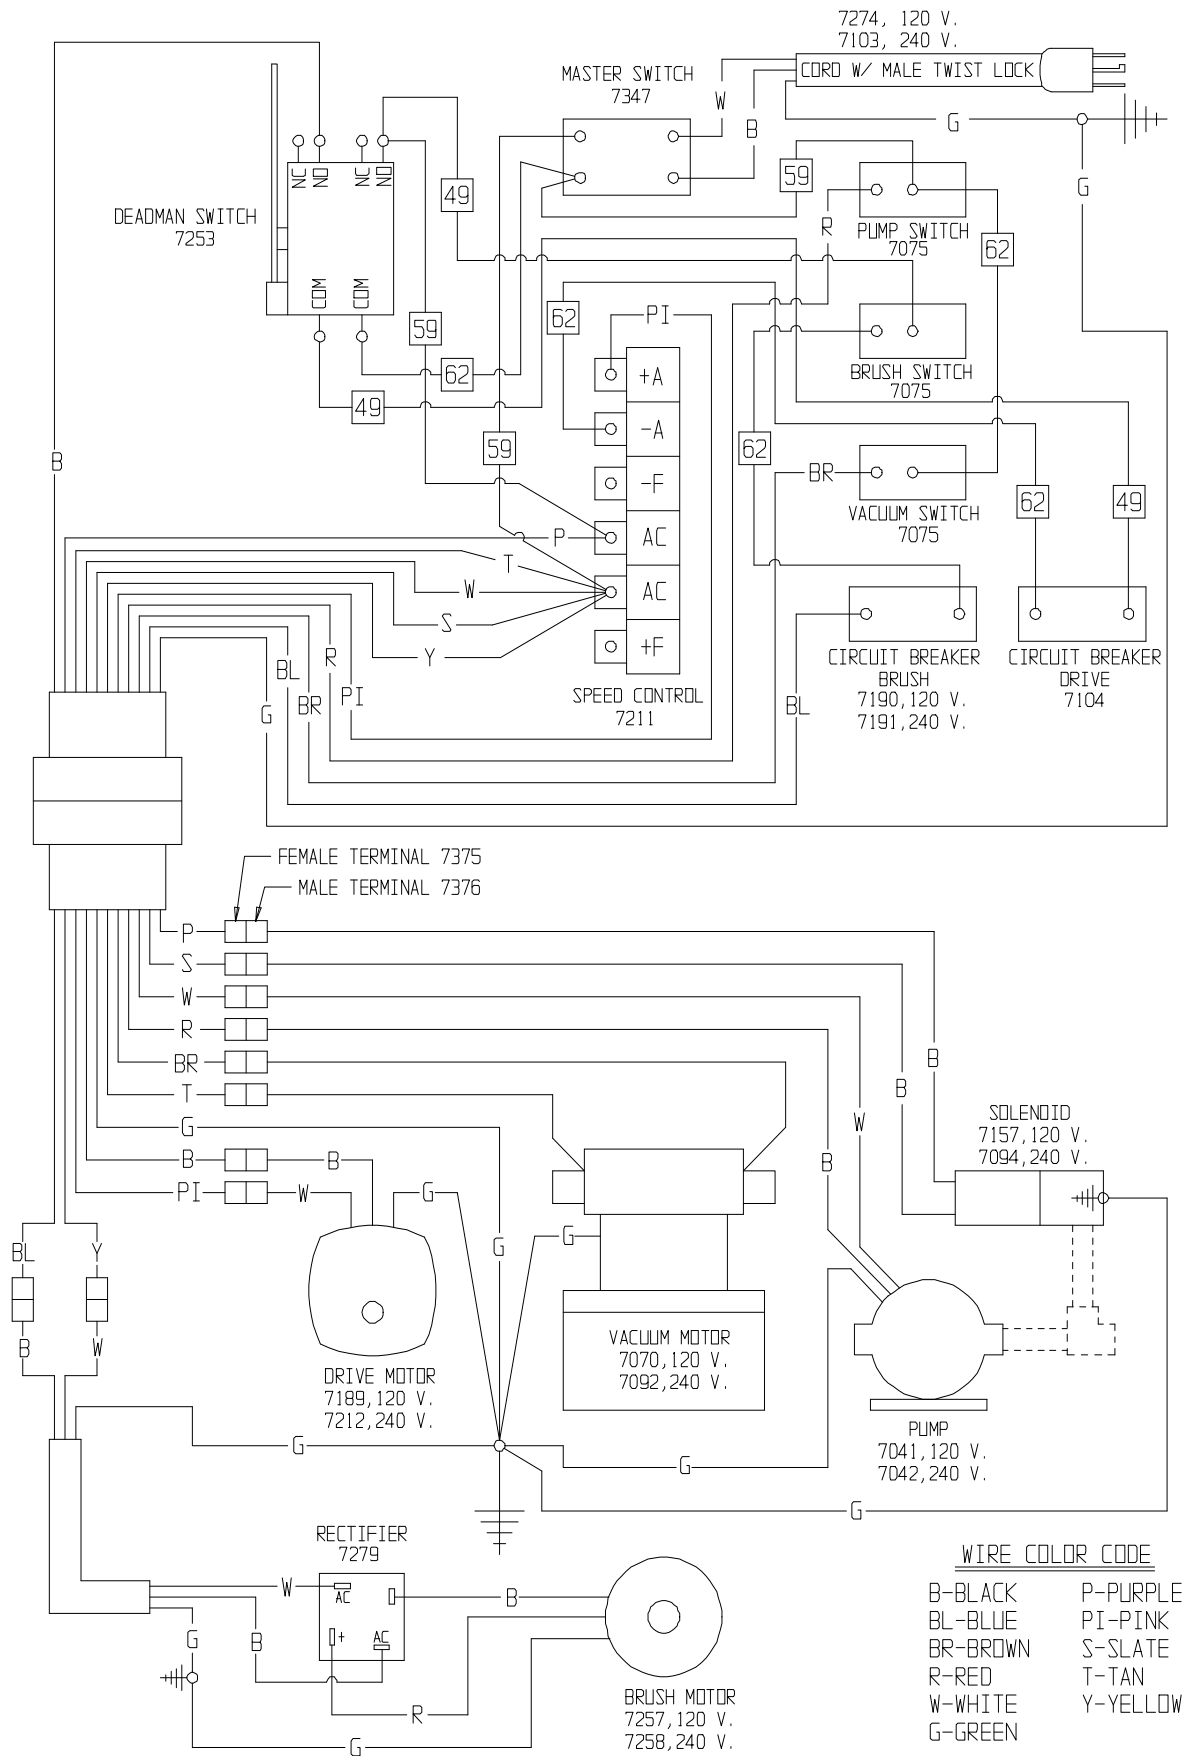 7274, 120 V.
7103, 240 V.
CORD W/ MALE TWIST LOCK
MASTER SWITCH
7347
W
B
G
G
59
49
NC
NO
NC
NO
DEADMAN SWITCH
7253
COM
COM
R
PUMP SWITCH
7075
62
59
62
PI
62
49
BRUSH SWITCH
7075
+A
-A
-F
AC
AC
+F
59
62
B
BR
VACUUM SWITCH
7075
62
49
P
T
W
S
Y
R
BL
BR
PI
G
SPEED CONTROL
7211
BL
CIRCUIT BREAKER
BRUSH
7190,120 V.
7191,240 V.
CIRCUIT BREAKER
DRIVE
7104
FEMALE TERMINAL 7375
MALE TERMINAL 7376
P
S
W
R
BR
T
G
B
B
PI
W
G
G
G
B
B
W
B
SOLENOID
7157,120 V.
7094,240 V.
BL
Y
B
W
DRIVE MOTOR
7189,120 V.
7212,240 V.
VACUUM MOTOR
7070,120 V.
7092,240 V.
PUMP
7041,120 V.
7042,240 V.
G
G
G
RECTIFIER
7279
W
AC
B
+
AC
G
B
R
G
BRUSH MOTOR
7257,120 V.
7258,240 V.
WIRE COLOR CODE
B-BLACK
P-PURPLE
BL-BLUE
PI-PINK
BR-BROWN
S-SLATE
R-RED
T-TAN
W-WHITE
Y-YELLOW
G-GREEN